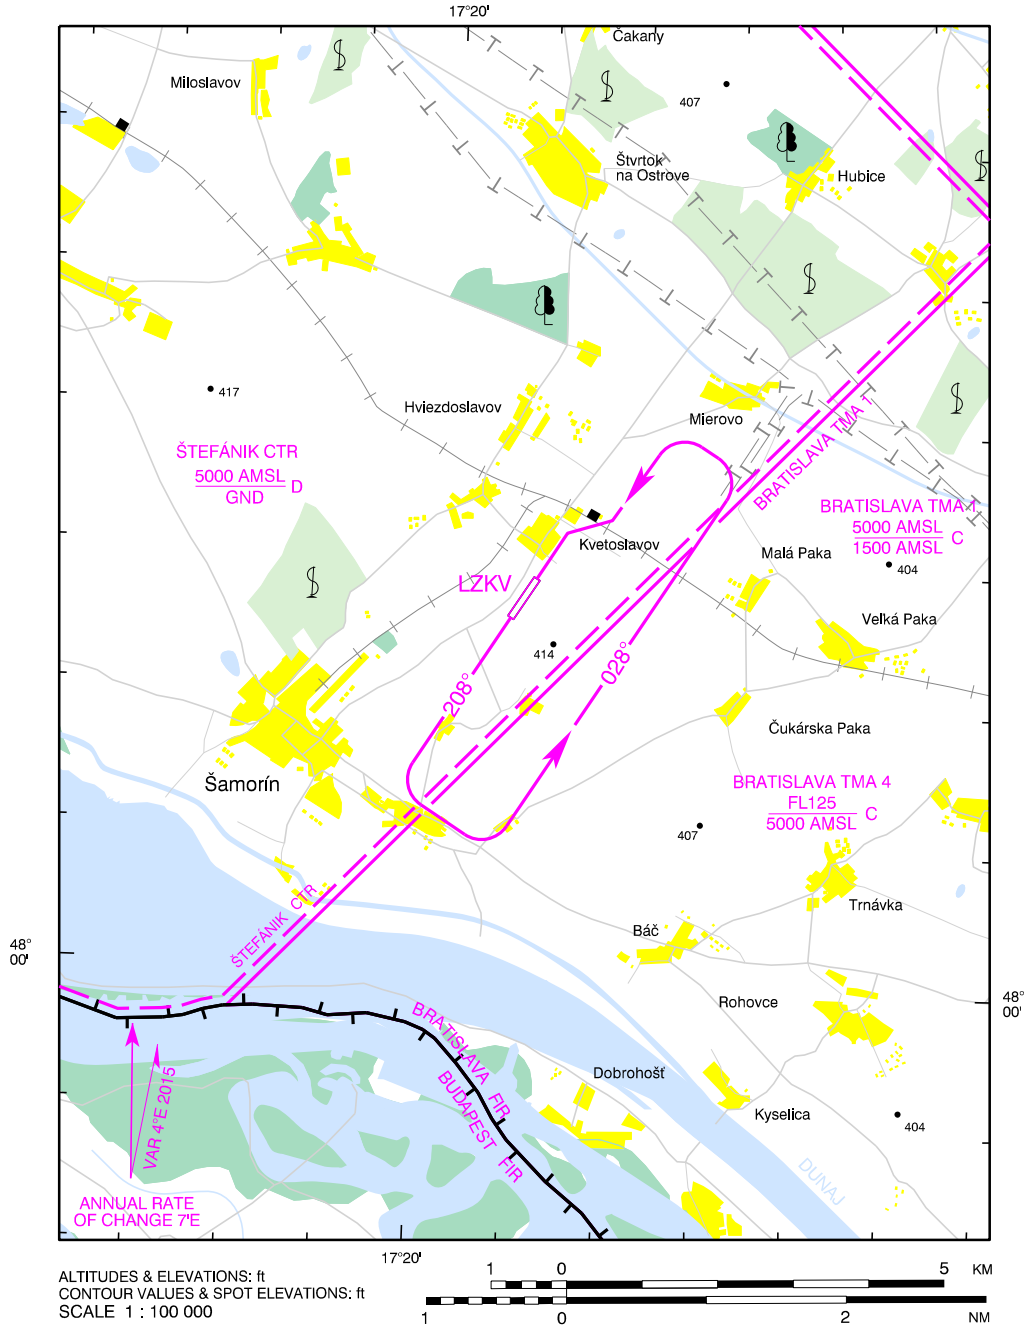 17°20'
Čakany
Miloslavov
407
Štvrtok
na Ostrove
Hubice
417
Hviezdoslavov
Mierovo
BRATISLAVA TMA 1
ŠTEFÁNIK CTR
5000 AMSL
GND
D
BRATISLAVA TMA 1
5000 AMSL
1500 AMSL
C
Kvetoslavov
Malá Paka
404
LZKV
Veľká Paka
414
028°
208°
Čukárska Paka
Šamorín
BRATISLAVA TMA 4
FL125
5000 AMSL
C
407
Trnávka
ŠTEFÁNIK CTR
Báč
48°
00'
Rohovce
48°
00'
BRATISLAVA FIR
BUDAPEST FIR
Dobrohošť
VAR 4°E 2015
Kyselica
404
DUNAJ
ANNUAL RATE
OF CHANGE 7'E
17°20'
ALTITUDES & ELEVATIONS: ft
CONTOUR VALUES & SPOT ELEVATIONS: ft
SCALE 1 : 100 000
1 0 5 KM
1 0 2 NM